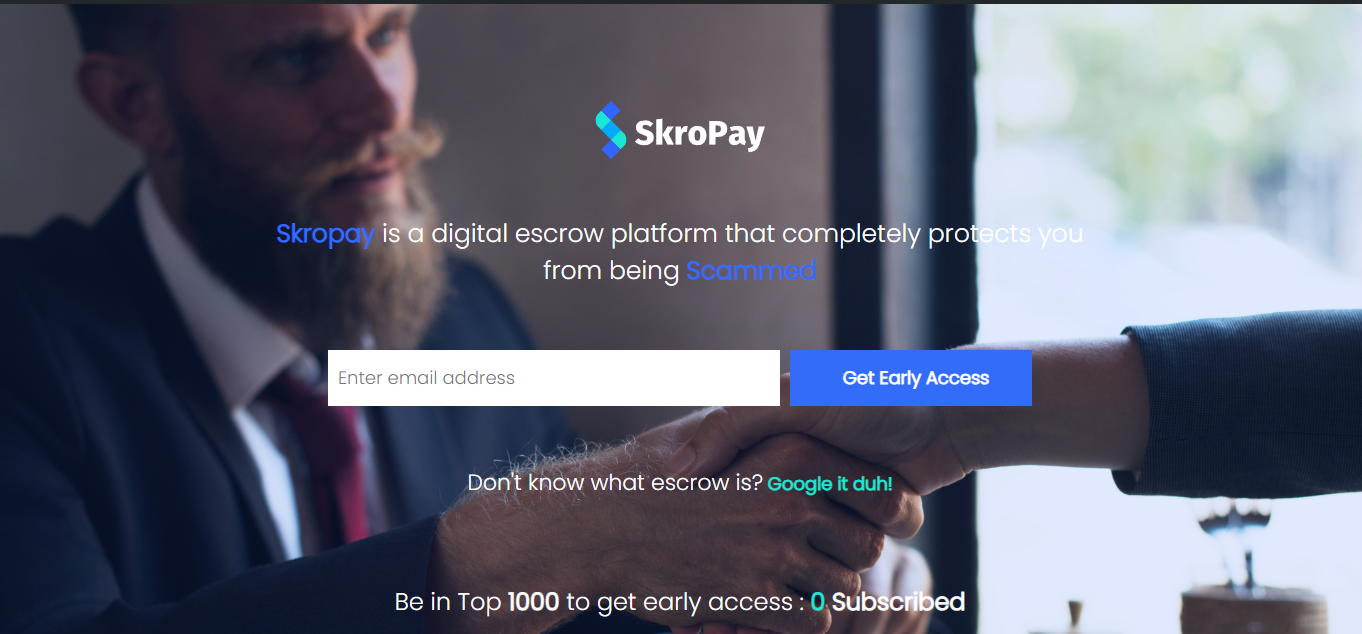 SkroPay
Skropay is a digital escrow platform that completely protects you
from being Scammed
Enter email address
Get Early Access
Don't know what escrow is? Google it duh!
Be in Top 1000 to get early access : 0 Subscribed